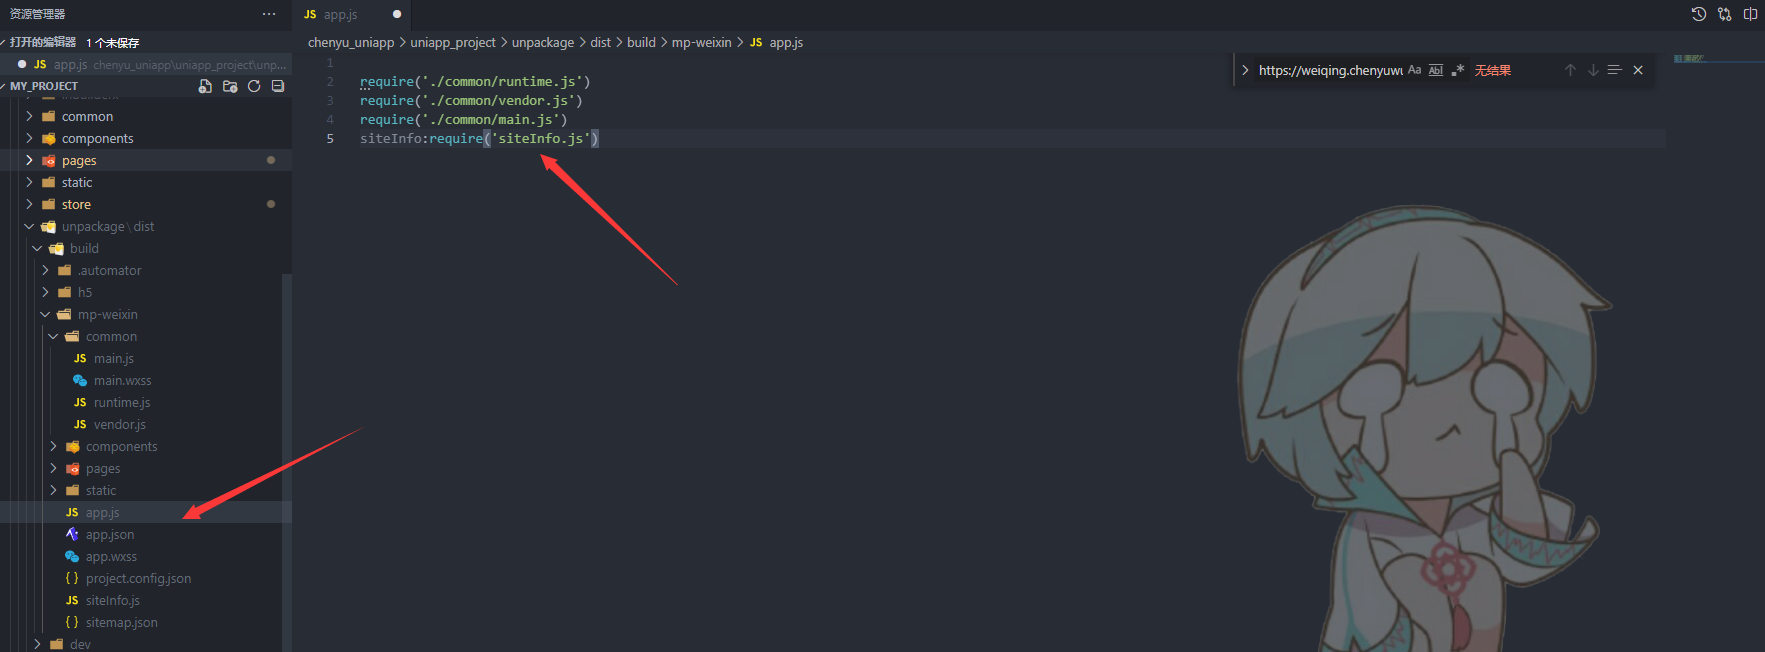 资源管理器 ···
打开的编辑器 1 个未保存
JS app.js chenyu_uniapp\uniapp_project\unp...
MY_PROJECT
common
components
pages
static
store
unpackage \ dist
build
.automator
h5
mp-weixin
common
JS main.js
main.wxss
JS runtime.js
JS vendor.js
components
pages
static
JS app.js
app.json
app.wxss
{ } project.config.json
JS siteInfo.js
{ } sitemap.json
dev
JS app.js
chenyu_uniapp > uniapp_project > unpackage > dist > build > mp-weixin > JS app.js
https://weiqing.chenyuwu Aa Abl .* 无结果
1
2 require('./common/runtime.js')
3 require('./common/vendor.js')
4 require('./common/main.js')
5 siteInfo:require('siteInfo.js')